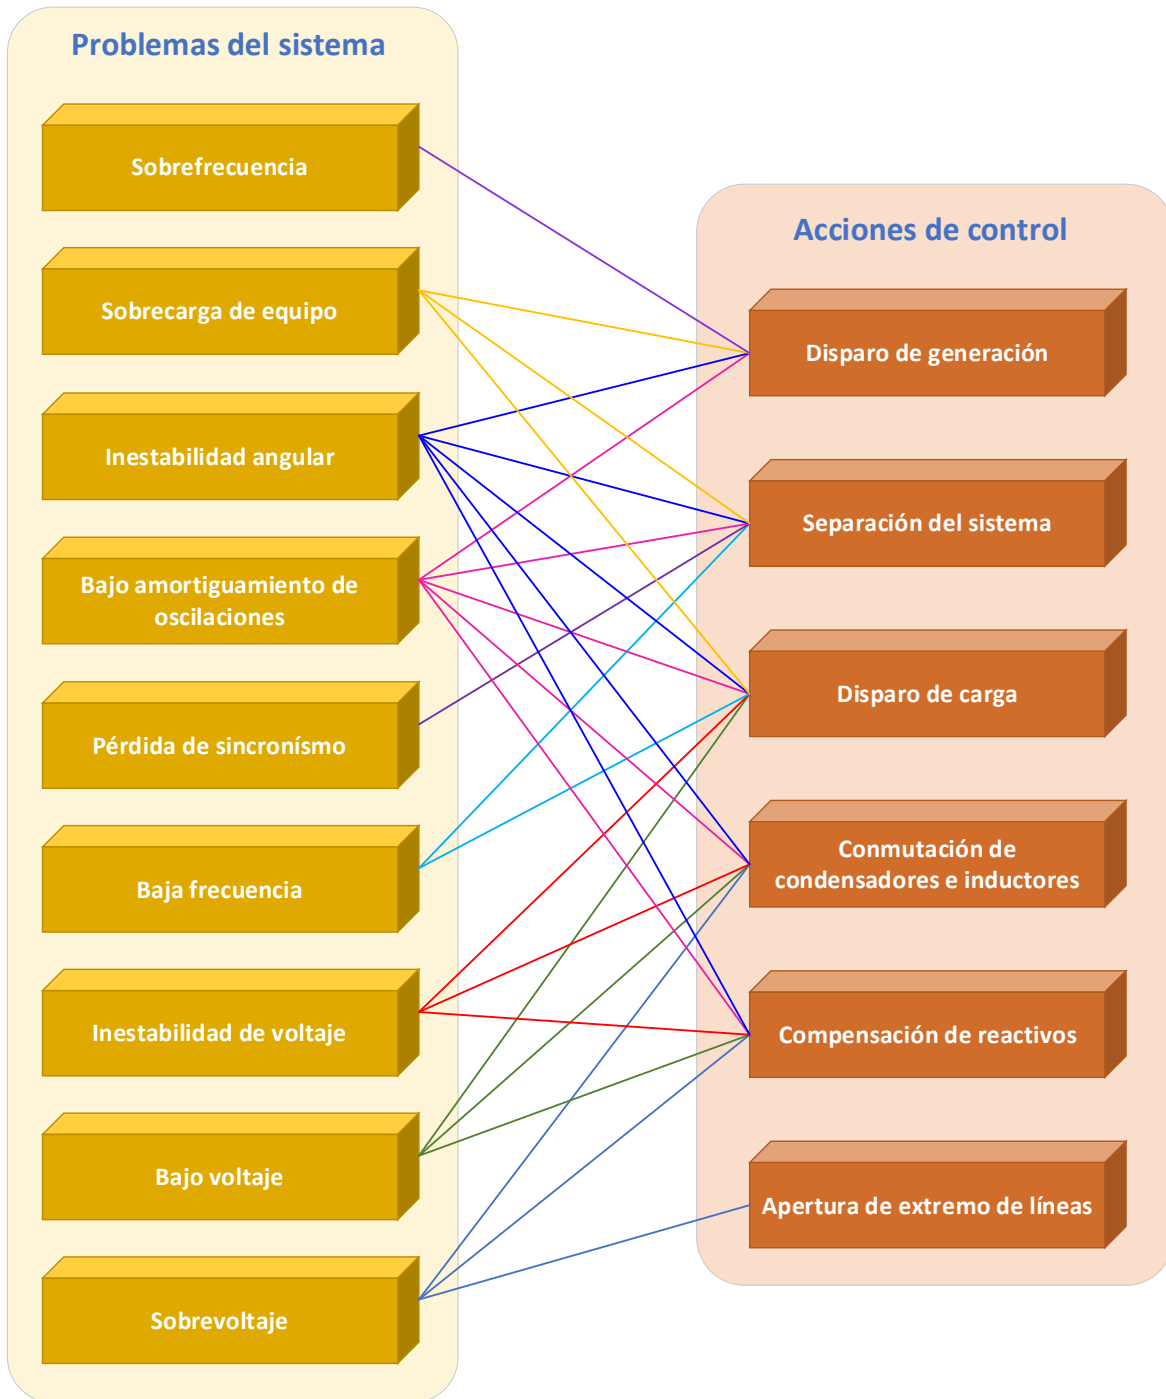 Problemas del sistema
Sobrefrecuencia
Sobrecarga de equipo
Inestabilidad angular
Bajo amortiguamiento de
oscilaciones
Pérdida de sincronísmo
Baja frecuencia
Inestabilidad de voltaje
Bajo voltaje
Sobrevoltaje
Acciones de control
Disparo de generación
Separación del sistema
Disparo de carga
Conmutación de
condensadores e inductores
Compensación de reactivos
Apertura de extremo de líneas